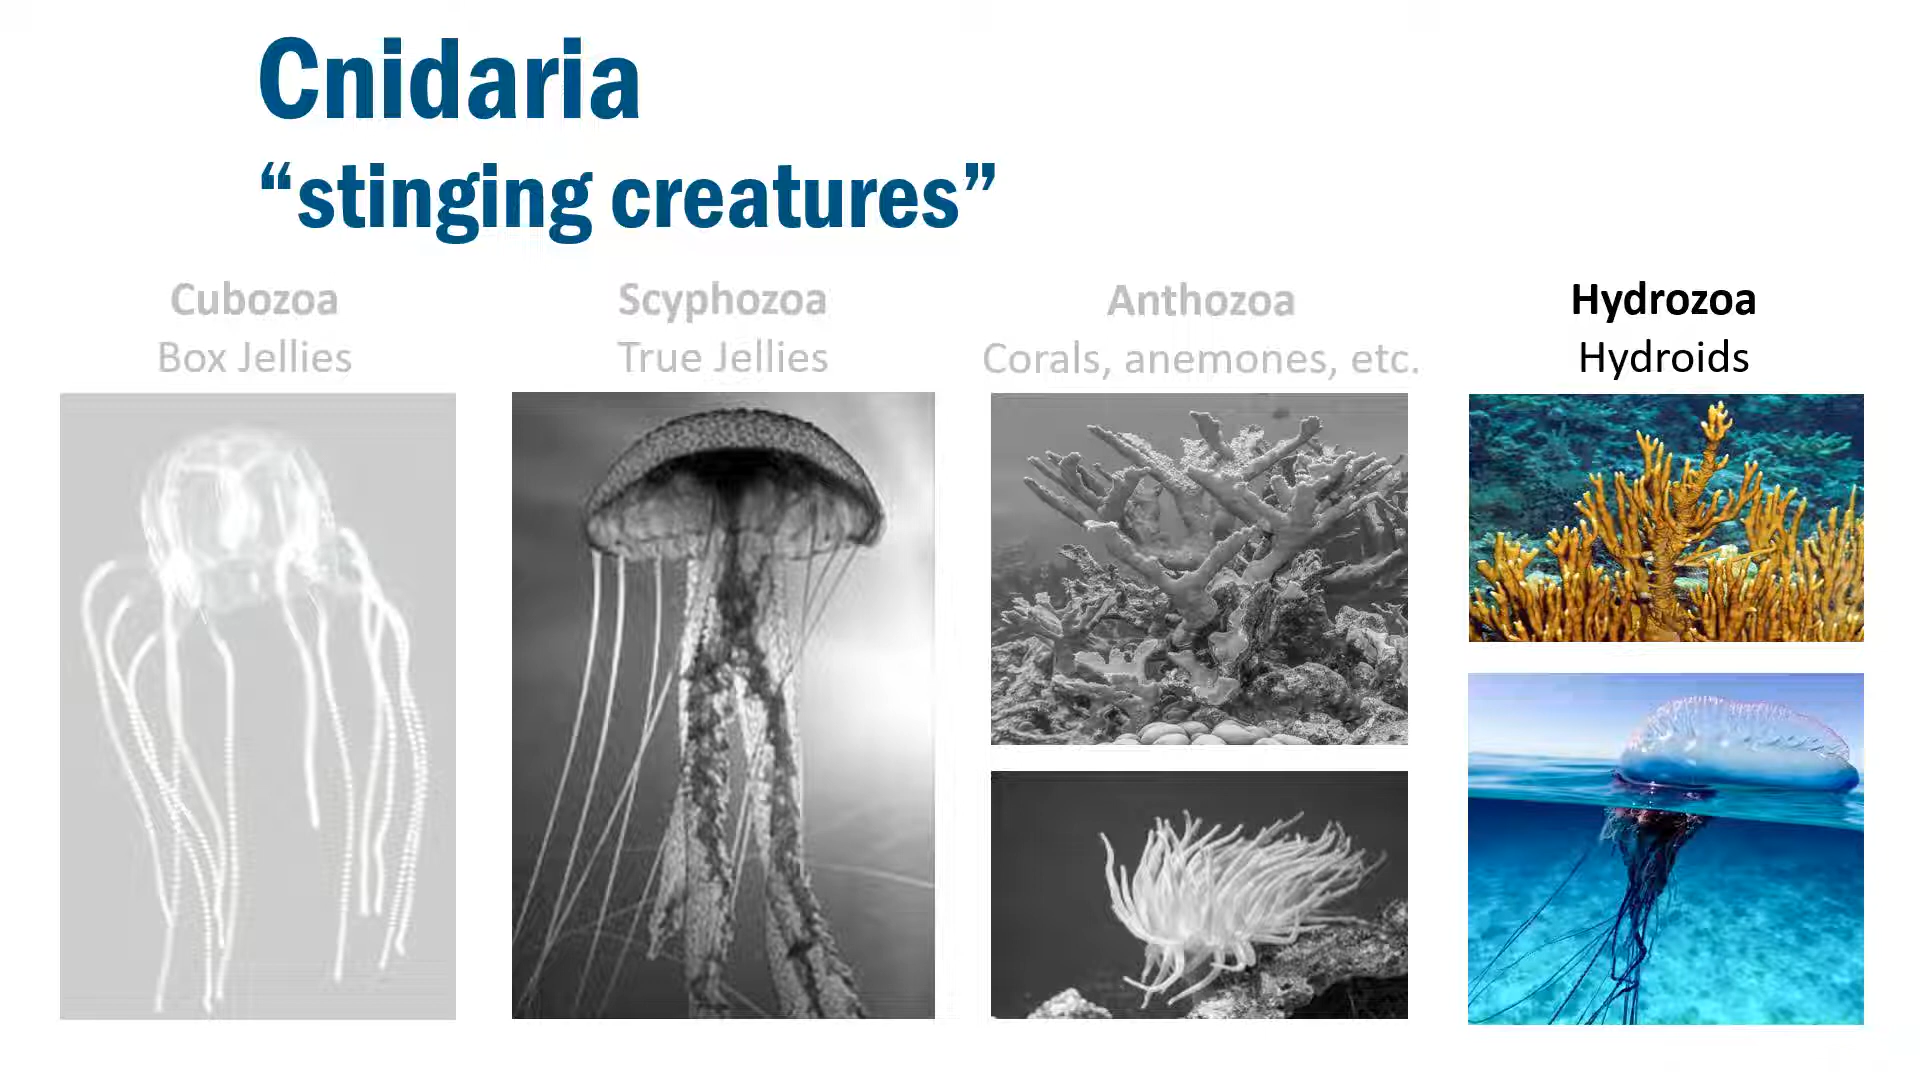 Cnidaria
“stinging creatures”
Cubozoa
Box Jellies
Scyphozoa
True Jellies
Anthozoa
Corals, anemones, etc.
Hydrozoa
Hydroids